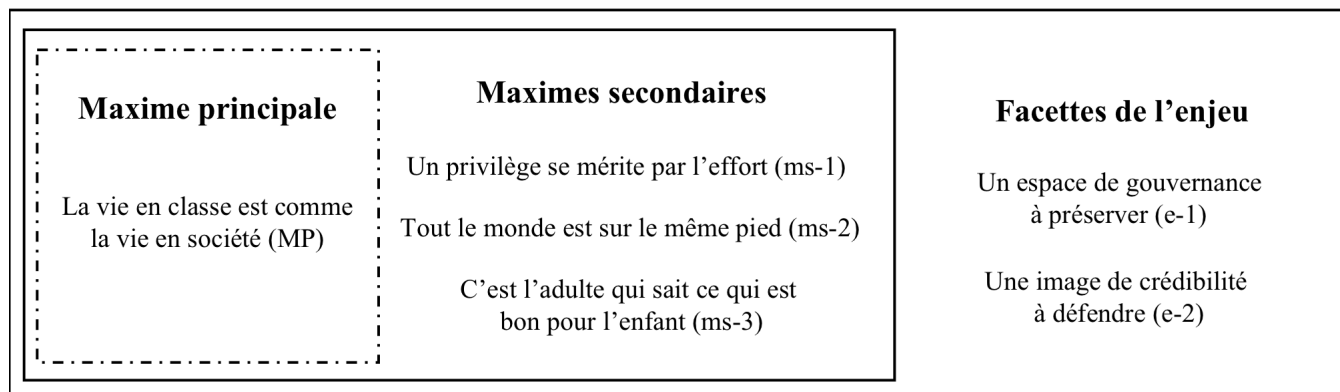 Maxime principale
La vie en classe est comme
la vie en société (MP)
Maximes secondaires
Un privilège se mérite par l’effort (ms-1)
Tout le monde est sur le même pied (ms-2)
C’est l’adulte qui sait ce qui est
bon pour l’enfant (ms-3)
Facettes de l’enjeu
Un espace de gouvernance
à préserver (e-1)
Une image de crédibilité
à défendre (e-2)